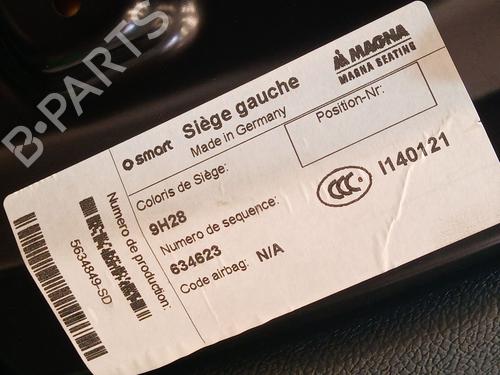 B-PARTS
smart Siège gauche
Made in Germany
MAGNA
MAGNA SEATING
Position-Nr:
Coloris de Siège:
9H28
Numero de sequence:
634623
Code airbag: N/A
CCC I140121
Numero de production:
5634849-SD